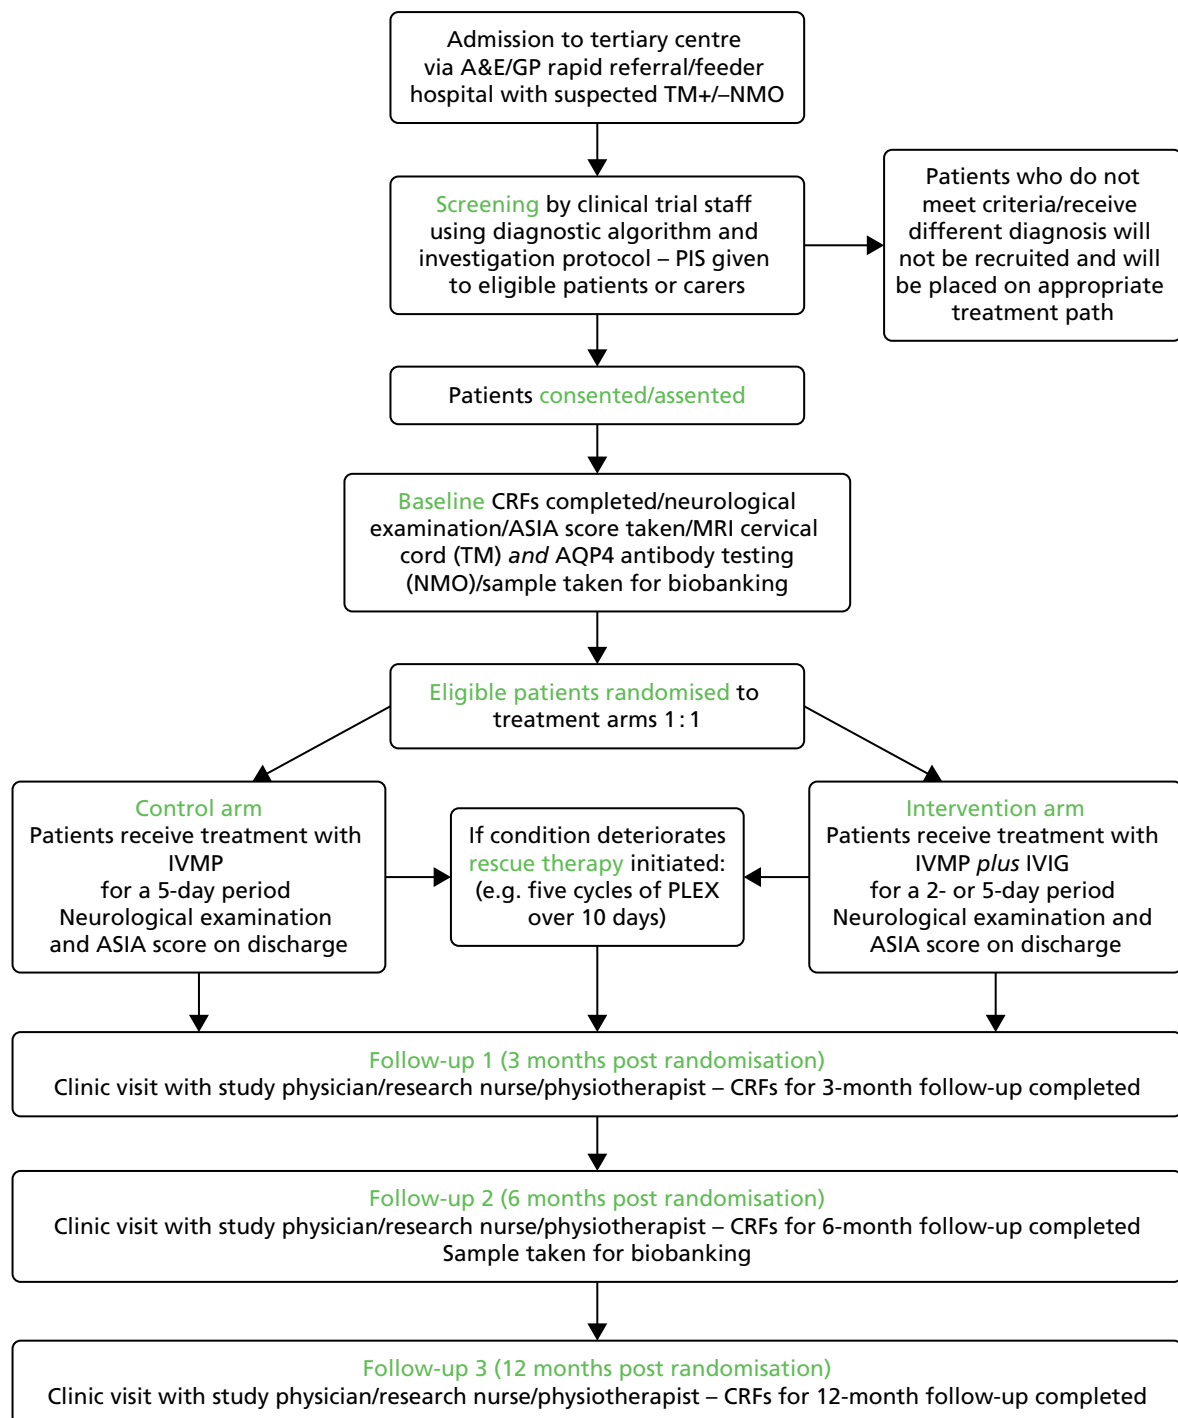 Admission to tertiary centre
via A&E/GP rapid referral/feeder
hospital with suspected TM+/–NMO
Screening by clinical trial staff
using diagnostic algorithm and
investigation protocol – PIS given
to eligible patients or carers
Patients who do not
meet criteria/receive
different diagnosis will
not be recruited and will
be placed on appropriate
treatment path
Patients consented/assented
Baseline CRFs completed/neurological
examination/ASIA score taken/MRI cervical
cord (TM) and AQP4 antibody testing
(NMO)/sample taken for biobanking
Eligible patients randomised to
treatment arms 1 : 1
Control arm
Patients receive treatment with
IVMP
for a 5-day period
Neurological examination
and ASIA score on discharge
If condition deteriorates
rescue therapy initiated:
(e.g. five cycles of PLEX
over 10 days)
Intervention arm
Patients receive treatment with
IVMP plus IVIG
for a 2- or 5-day period
Neurological examination and
ASIA score on discharge
Follow-up 1 (3 months post randomisation)
Clinic visit with study physician/research nurse/physiotherapist – CRFs for 3-month follow-up completed
Follow-up 2 (6 months post randomisation)
Clinic visit with study physician/research nurse/physiotherapist – CRFs for 6-month follow-up completed
Sample taken for biobanking
Follow-up 3 (12 months post randomisation)
Clinic visit with study physician/research nurse/physiotherapist – CRFs for 12-month follow-up completed